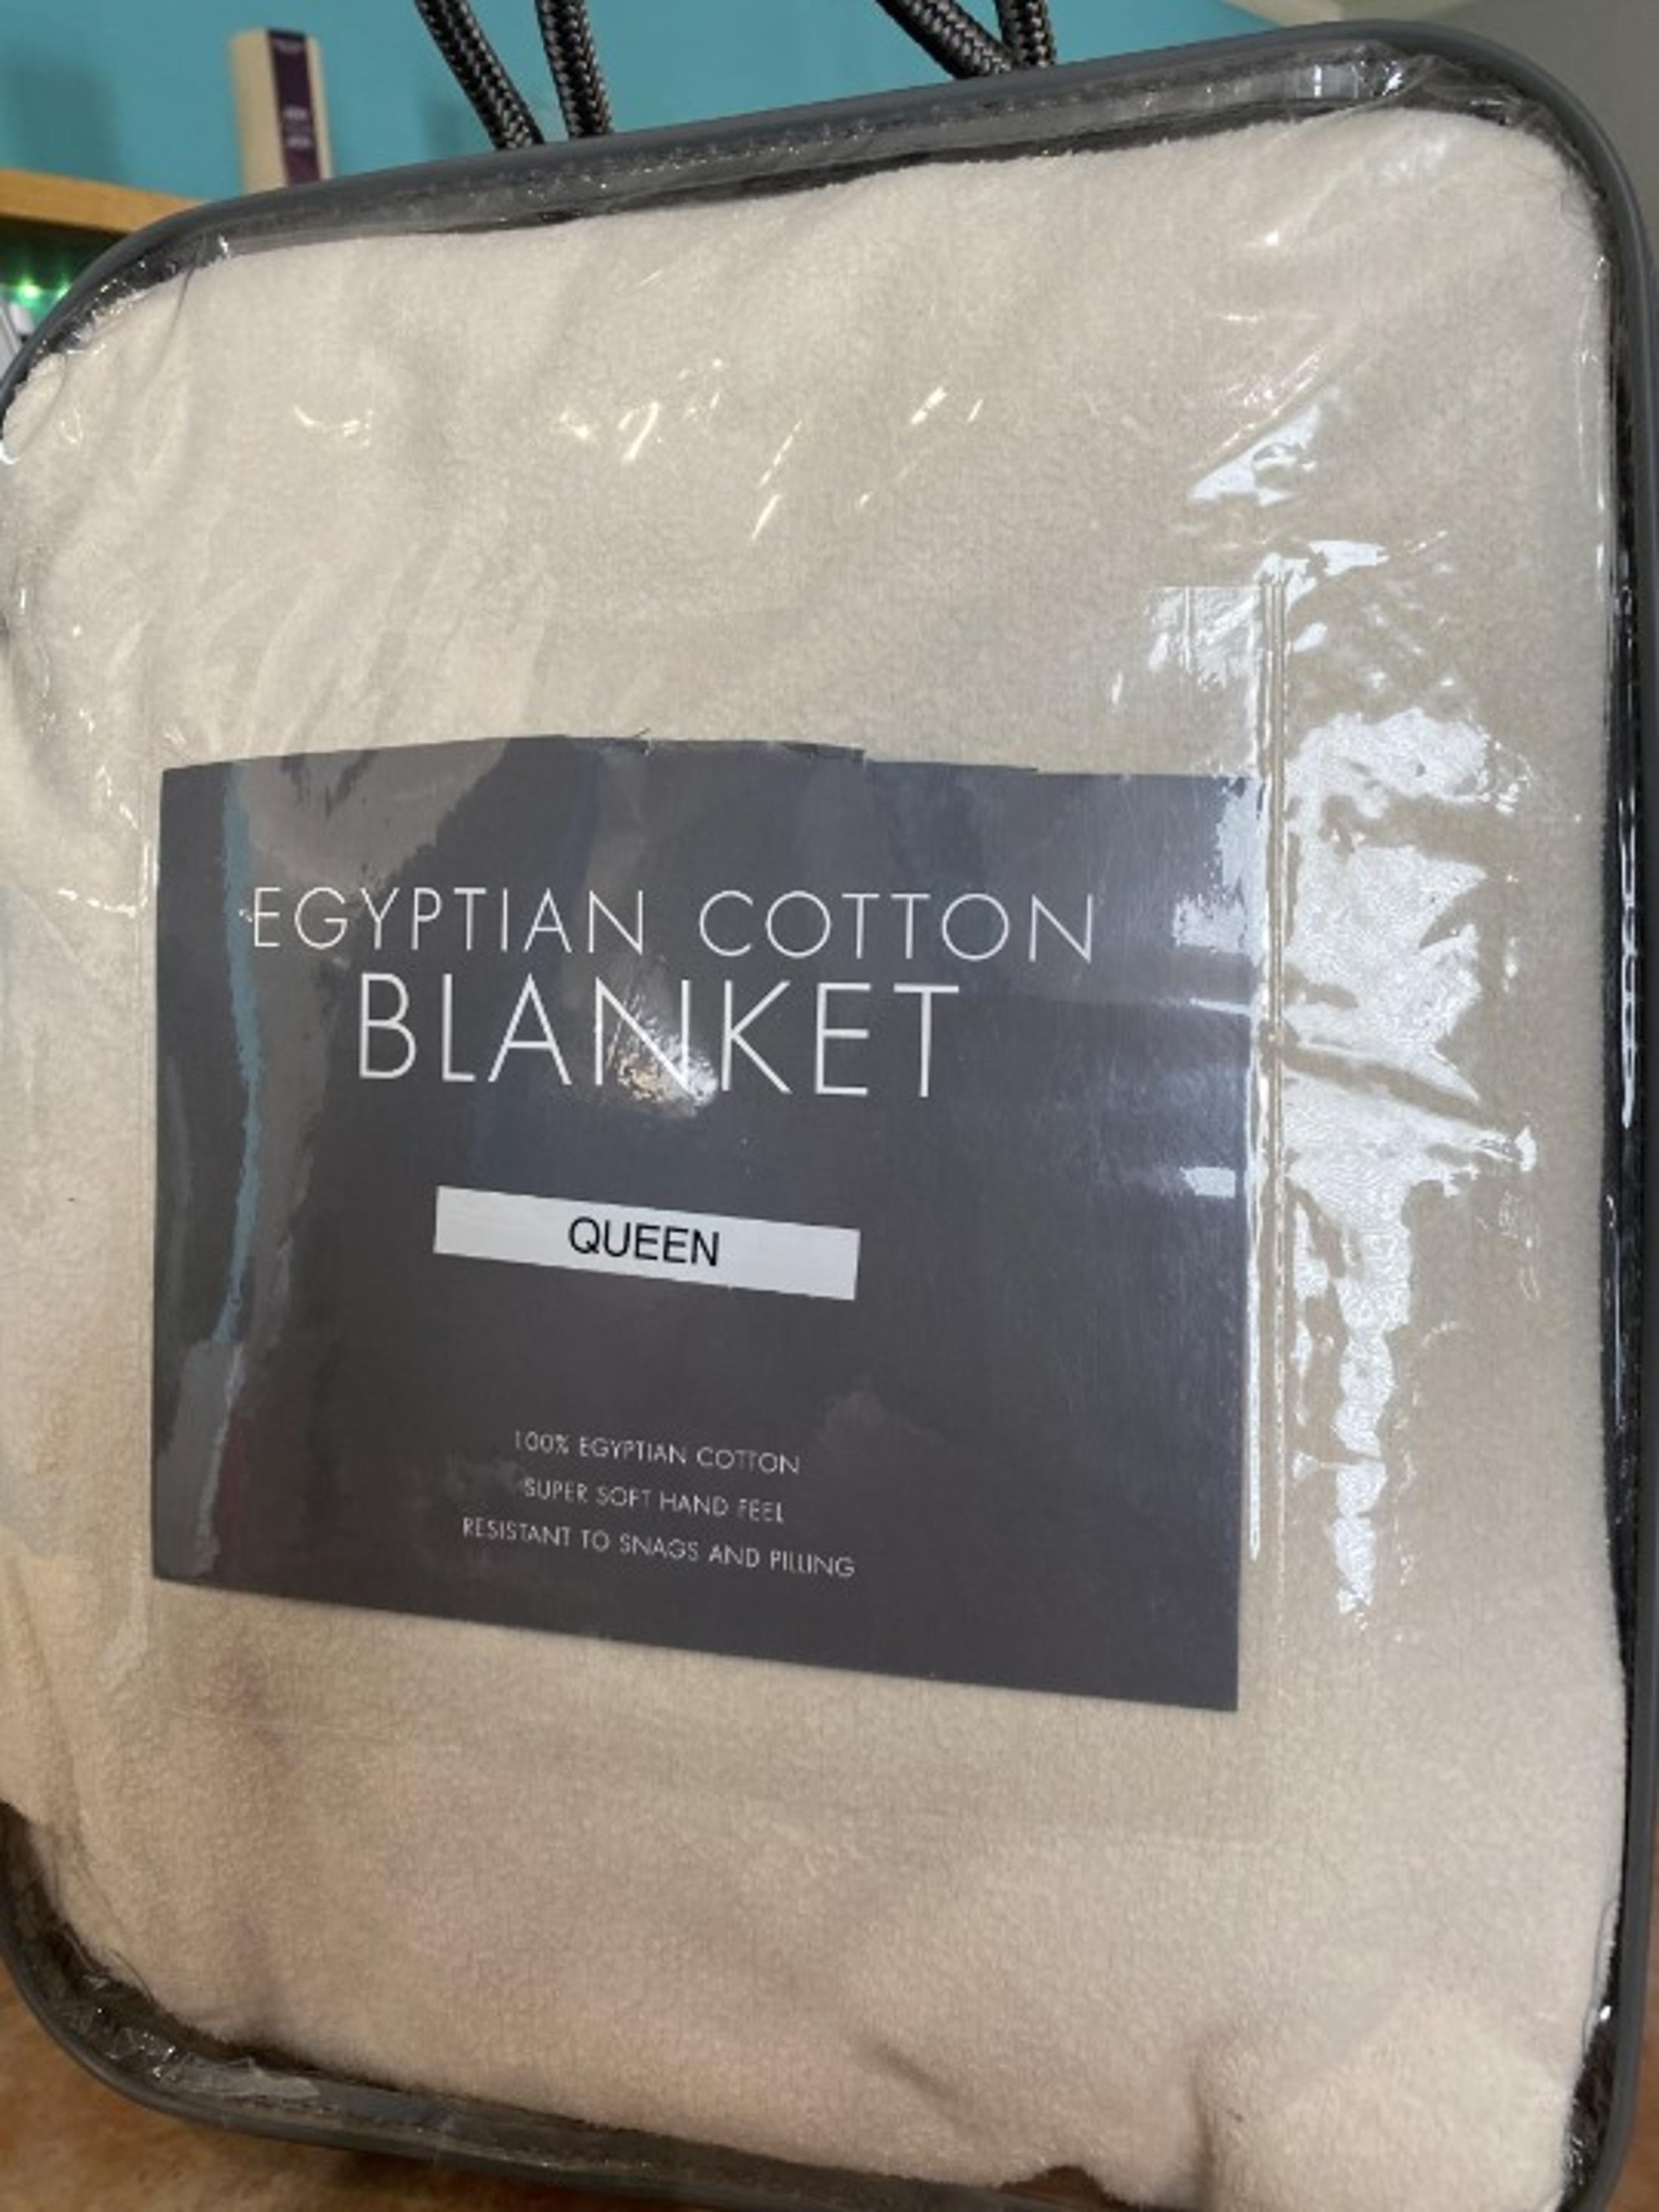 EGYPTIAN COTTON
BLANKET
QUEEN
100% EGYPTIAN COTTON
SUPER SOFT HAND FEEL
RESISTANT TO SNAGS AND PILLING